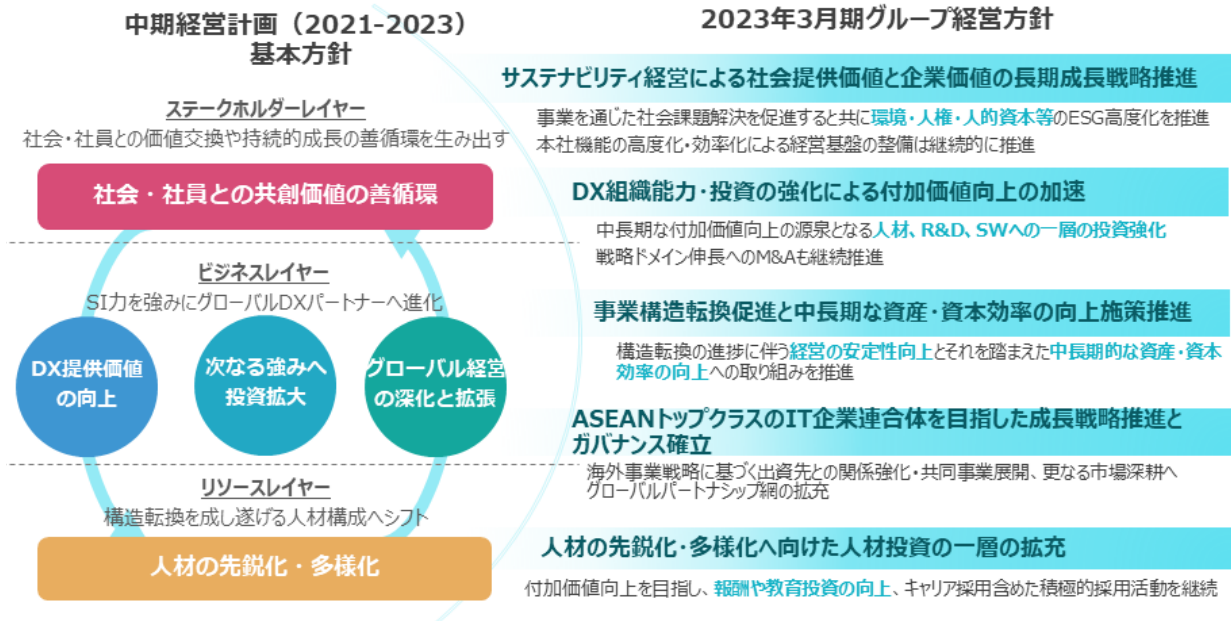 中期経営計画（2021-2023）
基本方針
ステークホルダーレイヤー
社会・社員との価値交換や持続的成長の善循環を生み出す
社会・社員との共創価値の善循環
ビジネスレイヤー
SI力を強みにグローバルDXパートナーへ進化
DX提供価値
の向上
次なる強みへ
投資拡大
グローバル経営
の深化と拡張
リソースレイヤー
構造転換を成し遂げる人材構成へシフト
人材の先鋭化・多様化
2023年3月期グループ経営方針
サステナビリティ経営による社会提供価値と企業価値の長期成長戦略推進
事業を通じた社会課題解決を促進すると共に環境・人権・人的資本等のESG高度化を推進
本社機能の高度化・効率化による経営基盤の整備は継続的に推進
DX組織能力・投資の強化による付加価値向上の加速
中長期な付加価値向上の源泉となる人材、R&D、SWへの一層の投資強化
戦略ドメイン伸長へのM&Aも継続推進
事業構造転換促進と中長期な資産・資本効率の向上施策推進
構造転換の進捗に伴う経営の安定性向上とそれを踏まえた中長期的な資産・資本
効率の向上への取り組みを推進
ASEANトップクラスのIT企業連合体を目指した成長戦略推進と
ガバナンス確立
海外事業戦略に基づく出資先との関係強化・共同事業展開、更なる市場深耕へ
グローバルパートナシップ網の拡充
人材の先鋭化・多様化へ向けた人材投資の一層の拡充
付加価値向上を目指し、報酬や教育投資の向上、キャリア採用含めた積極的採用活動を継続